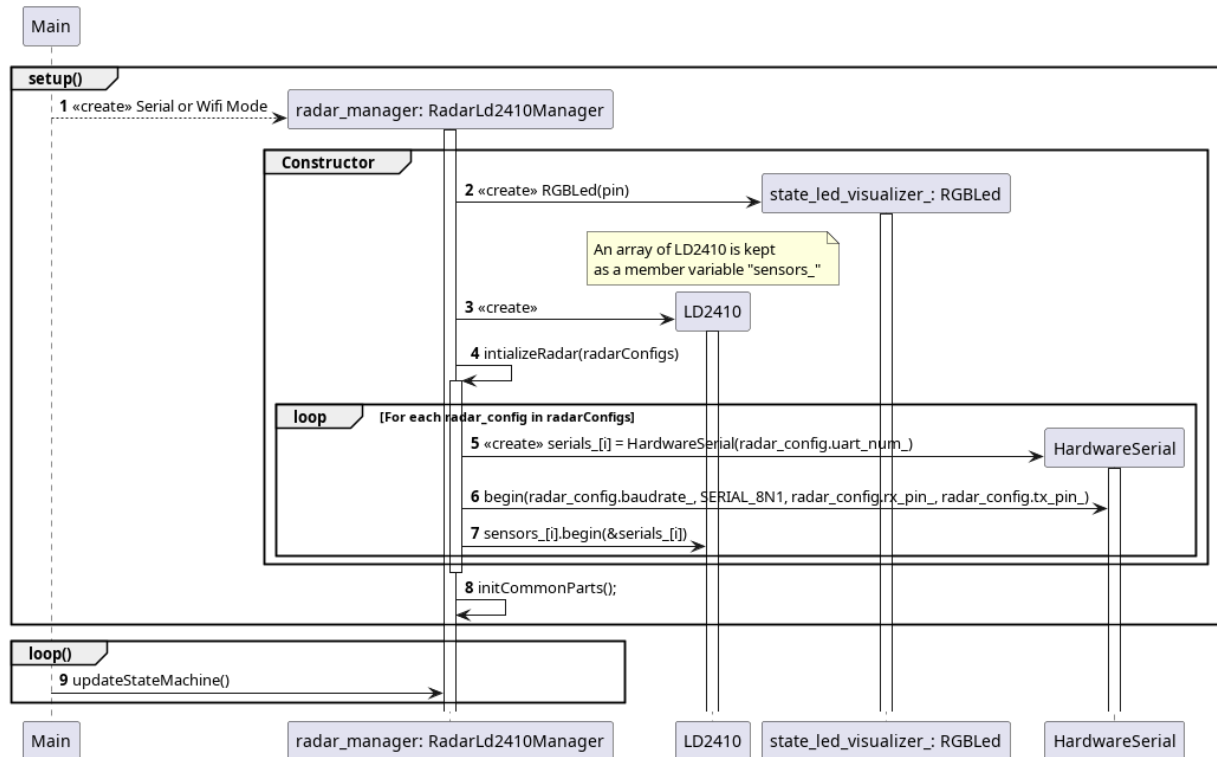 Main
setup()
1 «create» Serial or Wifi Mode
radar_manager: RadarLd2410Manager
Constructor
2 «create» RGBLed(pin)
state_led_visualizer_: RGBLed
An array of LD2410 is kept
as a member variable "sensors_"
3 «create»
LD2410
4 intializeRadar(radarConfigs)
loop [For each radar_config in radarConfigs]
5 «create» serials_[i] = HardwareSerial(radar_config.uart_num_)
HardwareSerial
6 begin(radar_config.baudrate_, SERIAL_8N1, radar_config.rx_pin_, radar_config.tx_pin_)
7 sensors_[i].begin(&serials_[i])
8 initCommonParts();
loop()
9 updateStateMachine()
Main radar_manager: RadarLd2410Manager LD2410 state_led_visualizer_: RGBLed HardwareSerial